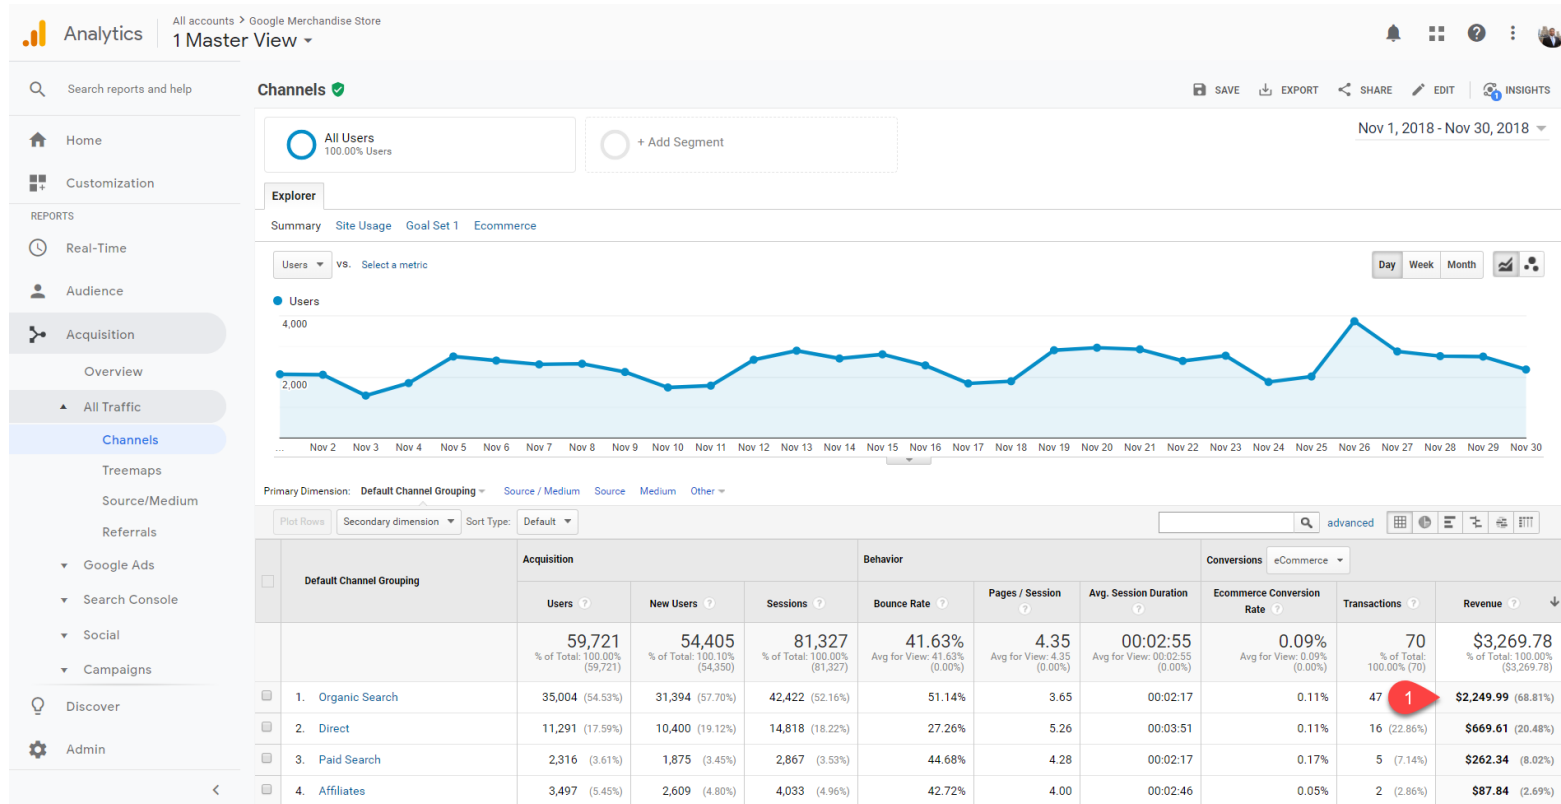 Analytics
All accounts > Google Merchandise Store
1 Master View
Search reports and help
Home
Customization
REPORTS
Real-Time
Audience
Acquisition
Overview
All Traffic
Channels
Treemaps
Source/Medium
Referrals
Google Ads
Search Console
Social
Campaigns
Discover
Admin
Channels
SAVE
EXPORT
SHARE
EDIT
1
INSIGHTS
All Users
100.00% Users
+ Add Segment
Nov 1, 2018 - Nov 30, 2018
Explorer
Summary Site Usage Goal Set 1 Ecommerce
Users VS. Select a metric
Day Week Month
Users
4,000
2,000
... Nov 2 Nov 3 Nov 4 Nov 5 Nov 6 Nov 7 Nov 8 Nov 9 Nov 10 Nov 11 Nov 12 Nov 13 Nov 14 Nov 15 Nov 16 Nov 17 Nov 18 Nov 19 Nov 20 Nov 21 Nov 22 Nov 23 Nov 24 Nov 25 Nov 26 Nov 27 Nov 28 Nov 29 Nov 30
Primary Dimension: Default Channel Grouping Source / Medium Source Medium Other
Plot Rows Secondary dimension Sort Type: Default advanced
Default Channel Grouping
Acquisition
Behavior
Conversions eCommerce
Users ? New Users ? Sessions ? Bounce Rate ? Pages / Session ? Avg. Session Duration ? Ecommerce Conversion Rate ? Transactions ? Revenue ?
59,721 54,405 81,327 41.63% 4.35 00:02:55 0.09% 70 $3,269.78
% of Total: 100.00% (59,721) % of Total: 100.10% (54,350) % of Total: 100.00% (81,327) Avg for View: 41.63% (0.00%) Avg for View: 4.35 (0.00%) Avg for View: 00:02:55 (0.00%) Avg for View: 0.09% (0.00%) % of Total: 100.00% (70) % of Total: 100.00% ($3,269.78)
1. Organic Search 35,004 (54.53%) 31,394 (57.70%) 42,422 (52.16%) 51.14% 3.65 00:02:17 0.11% 47 1 $2,249.99 (68.81%)
2. Direct 11,291 (17.59%) 10,400 (19.12%) 14,818 (18.22%) 27.26% 5.26 00:03:51 0.11% 16 (22.86%) $669.61 (20.48%)
3. Paid Search 2,316 (3.61%) 1,875 (3.45%) 2,867 (3.53%) 44.68% 4.28 00:02:17 0.17% 5 (7.14%) $262.34 (8.02%)
4. Affiliates 3,497 (5.45%) 2,609 (4.80%) 4,033 (4.96%) 42.72% 4.00 00:02:46 0.05% 2 (2.86%) $87.84 (2.69%)